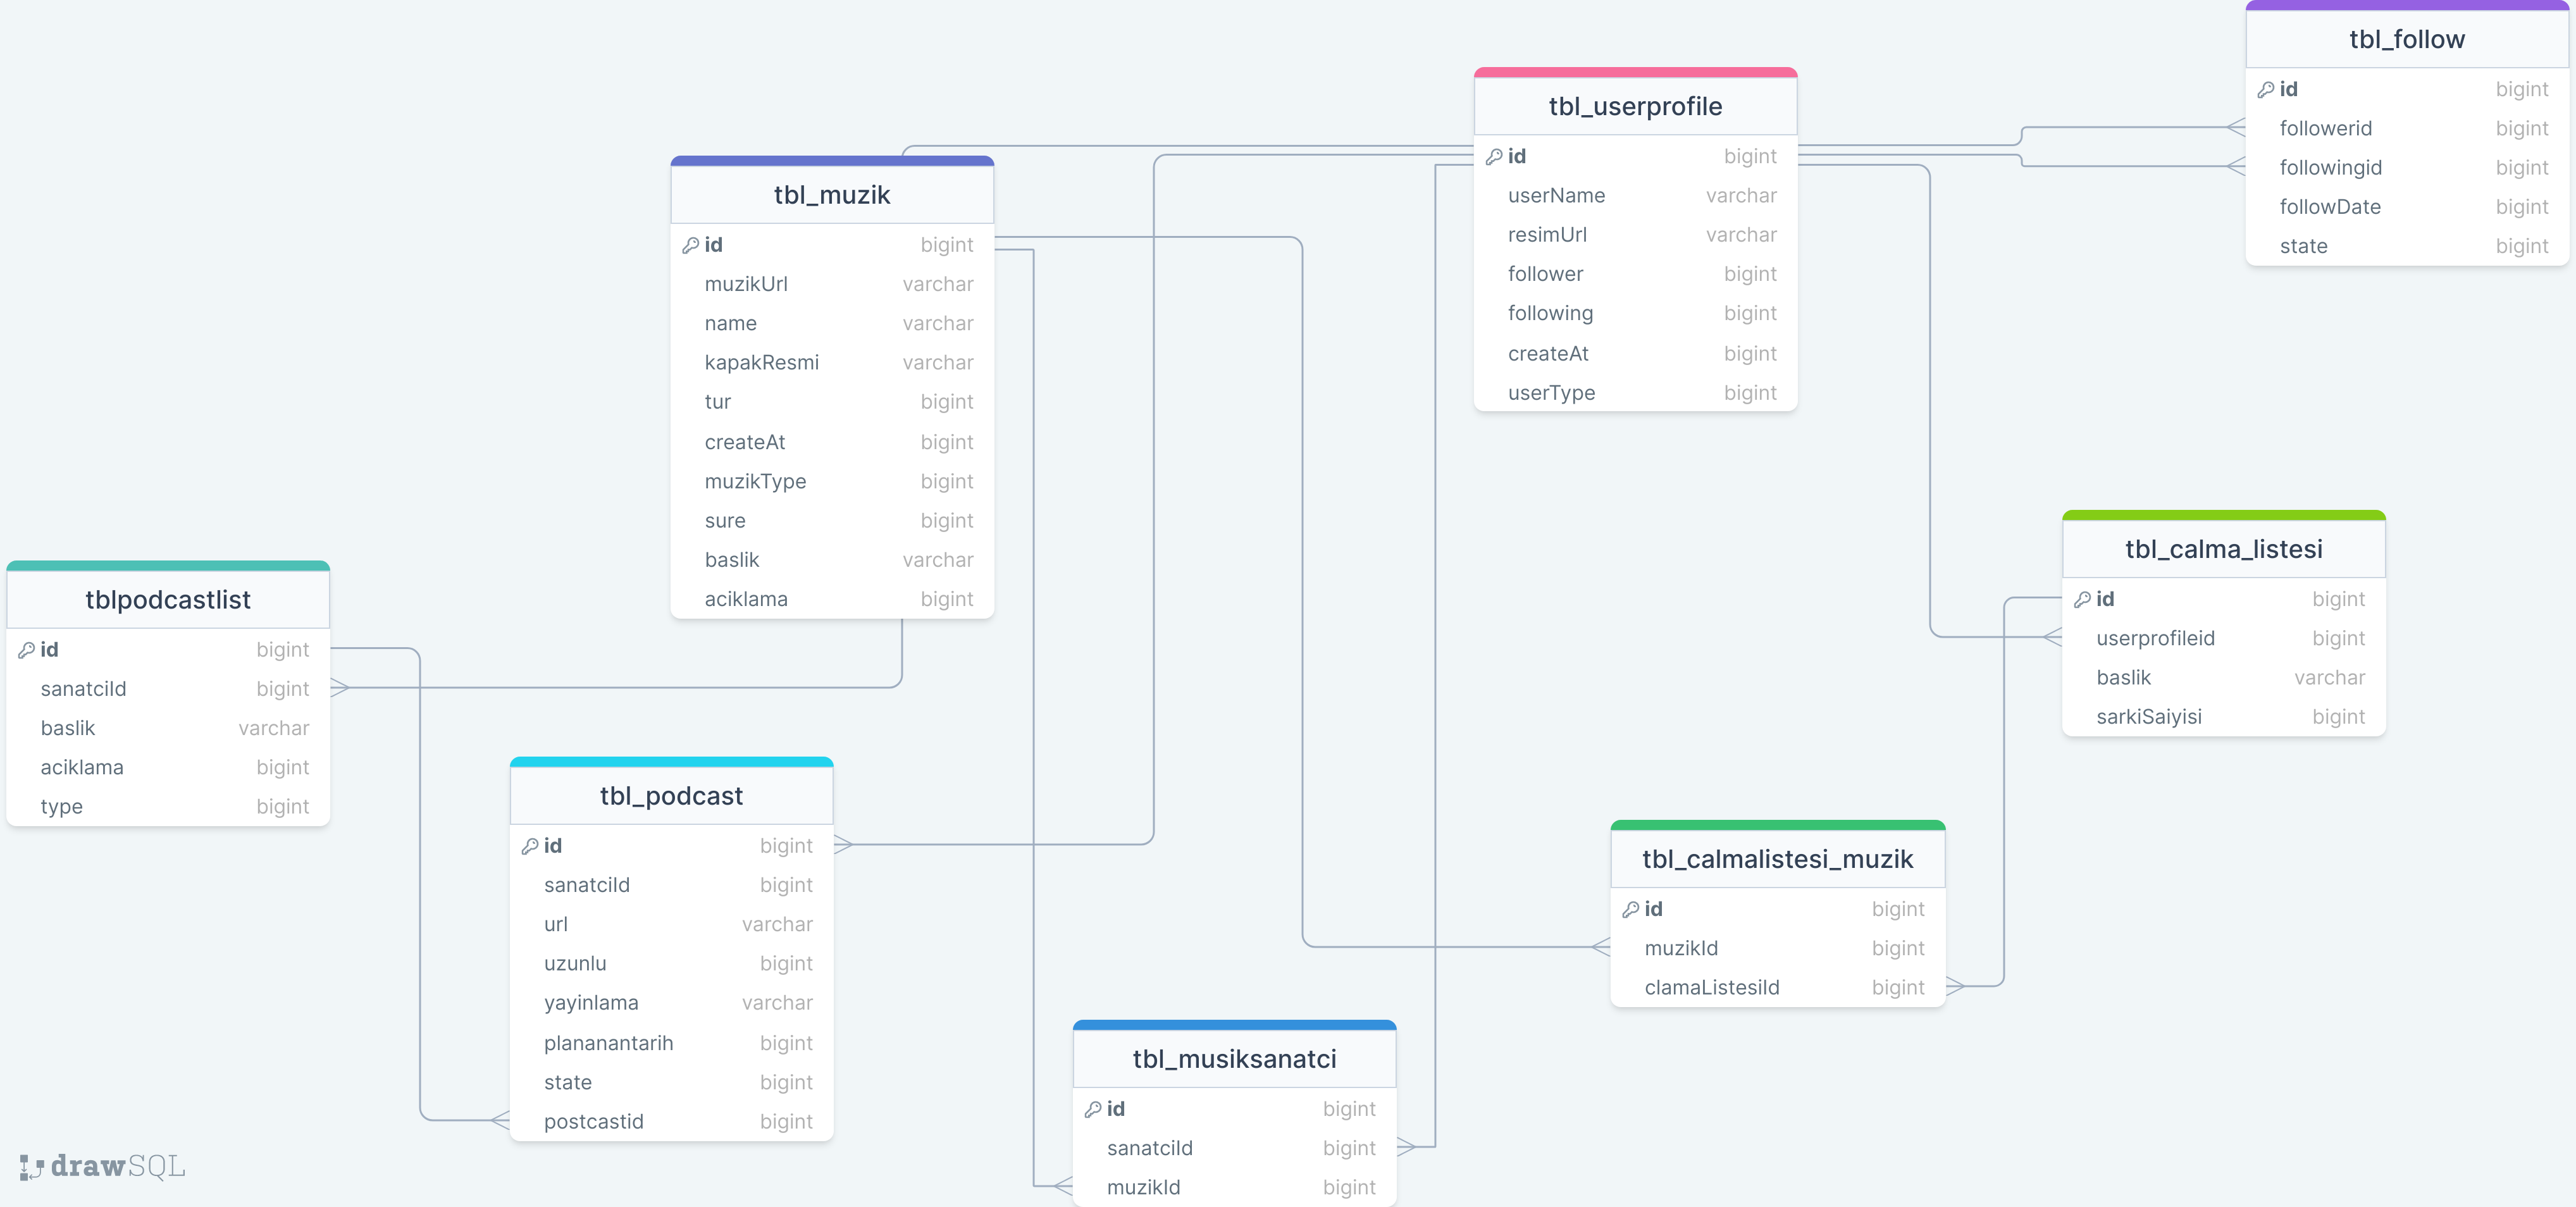 tbl_follow
id bigint
followerid bigint
followingid bigint
followDate bigint
state bigint
tbl_userprofile
id bigint
userName varchar
resimUrl varchar
follower bigint
following bigint
createAt bigint
userType bigint
tbl_muzik
id bigint
muzikUrl varchar
name varchar
kapakResmi varchar
tur bigint
createAt bigint
muzikType bigint
sure bigint
baslik varchar
aciklama bigint
tbl_calma_listesi
id bigint
userprofileid bigint
baslik varchar
sarkiSaiyisi bigint
tblpodcastlist
id bigint
sanatciId bigint
baslik varchar
aciklama bigint
type bigint
tbl_podcast
id bigint
sanatciId bigint
url varchar
uzunlu bigint
yayinlama varchar
plananantarih bigint
state bigint
postcastid bigint
tbl_calmalistesi_muzik
id bigint
muzikId bigint
clamaListesiId bigint
tbl_musiksanatci
id bigint
sanatciId bigint
muzikId bigint
drawSQL